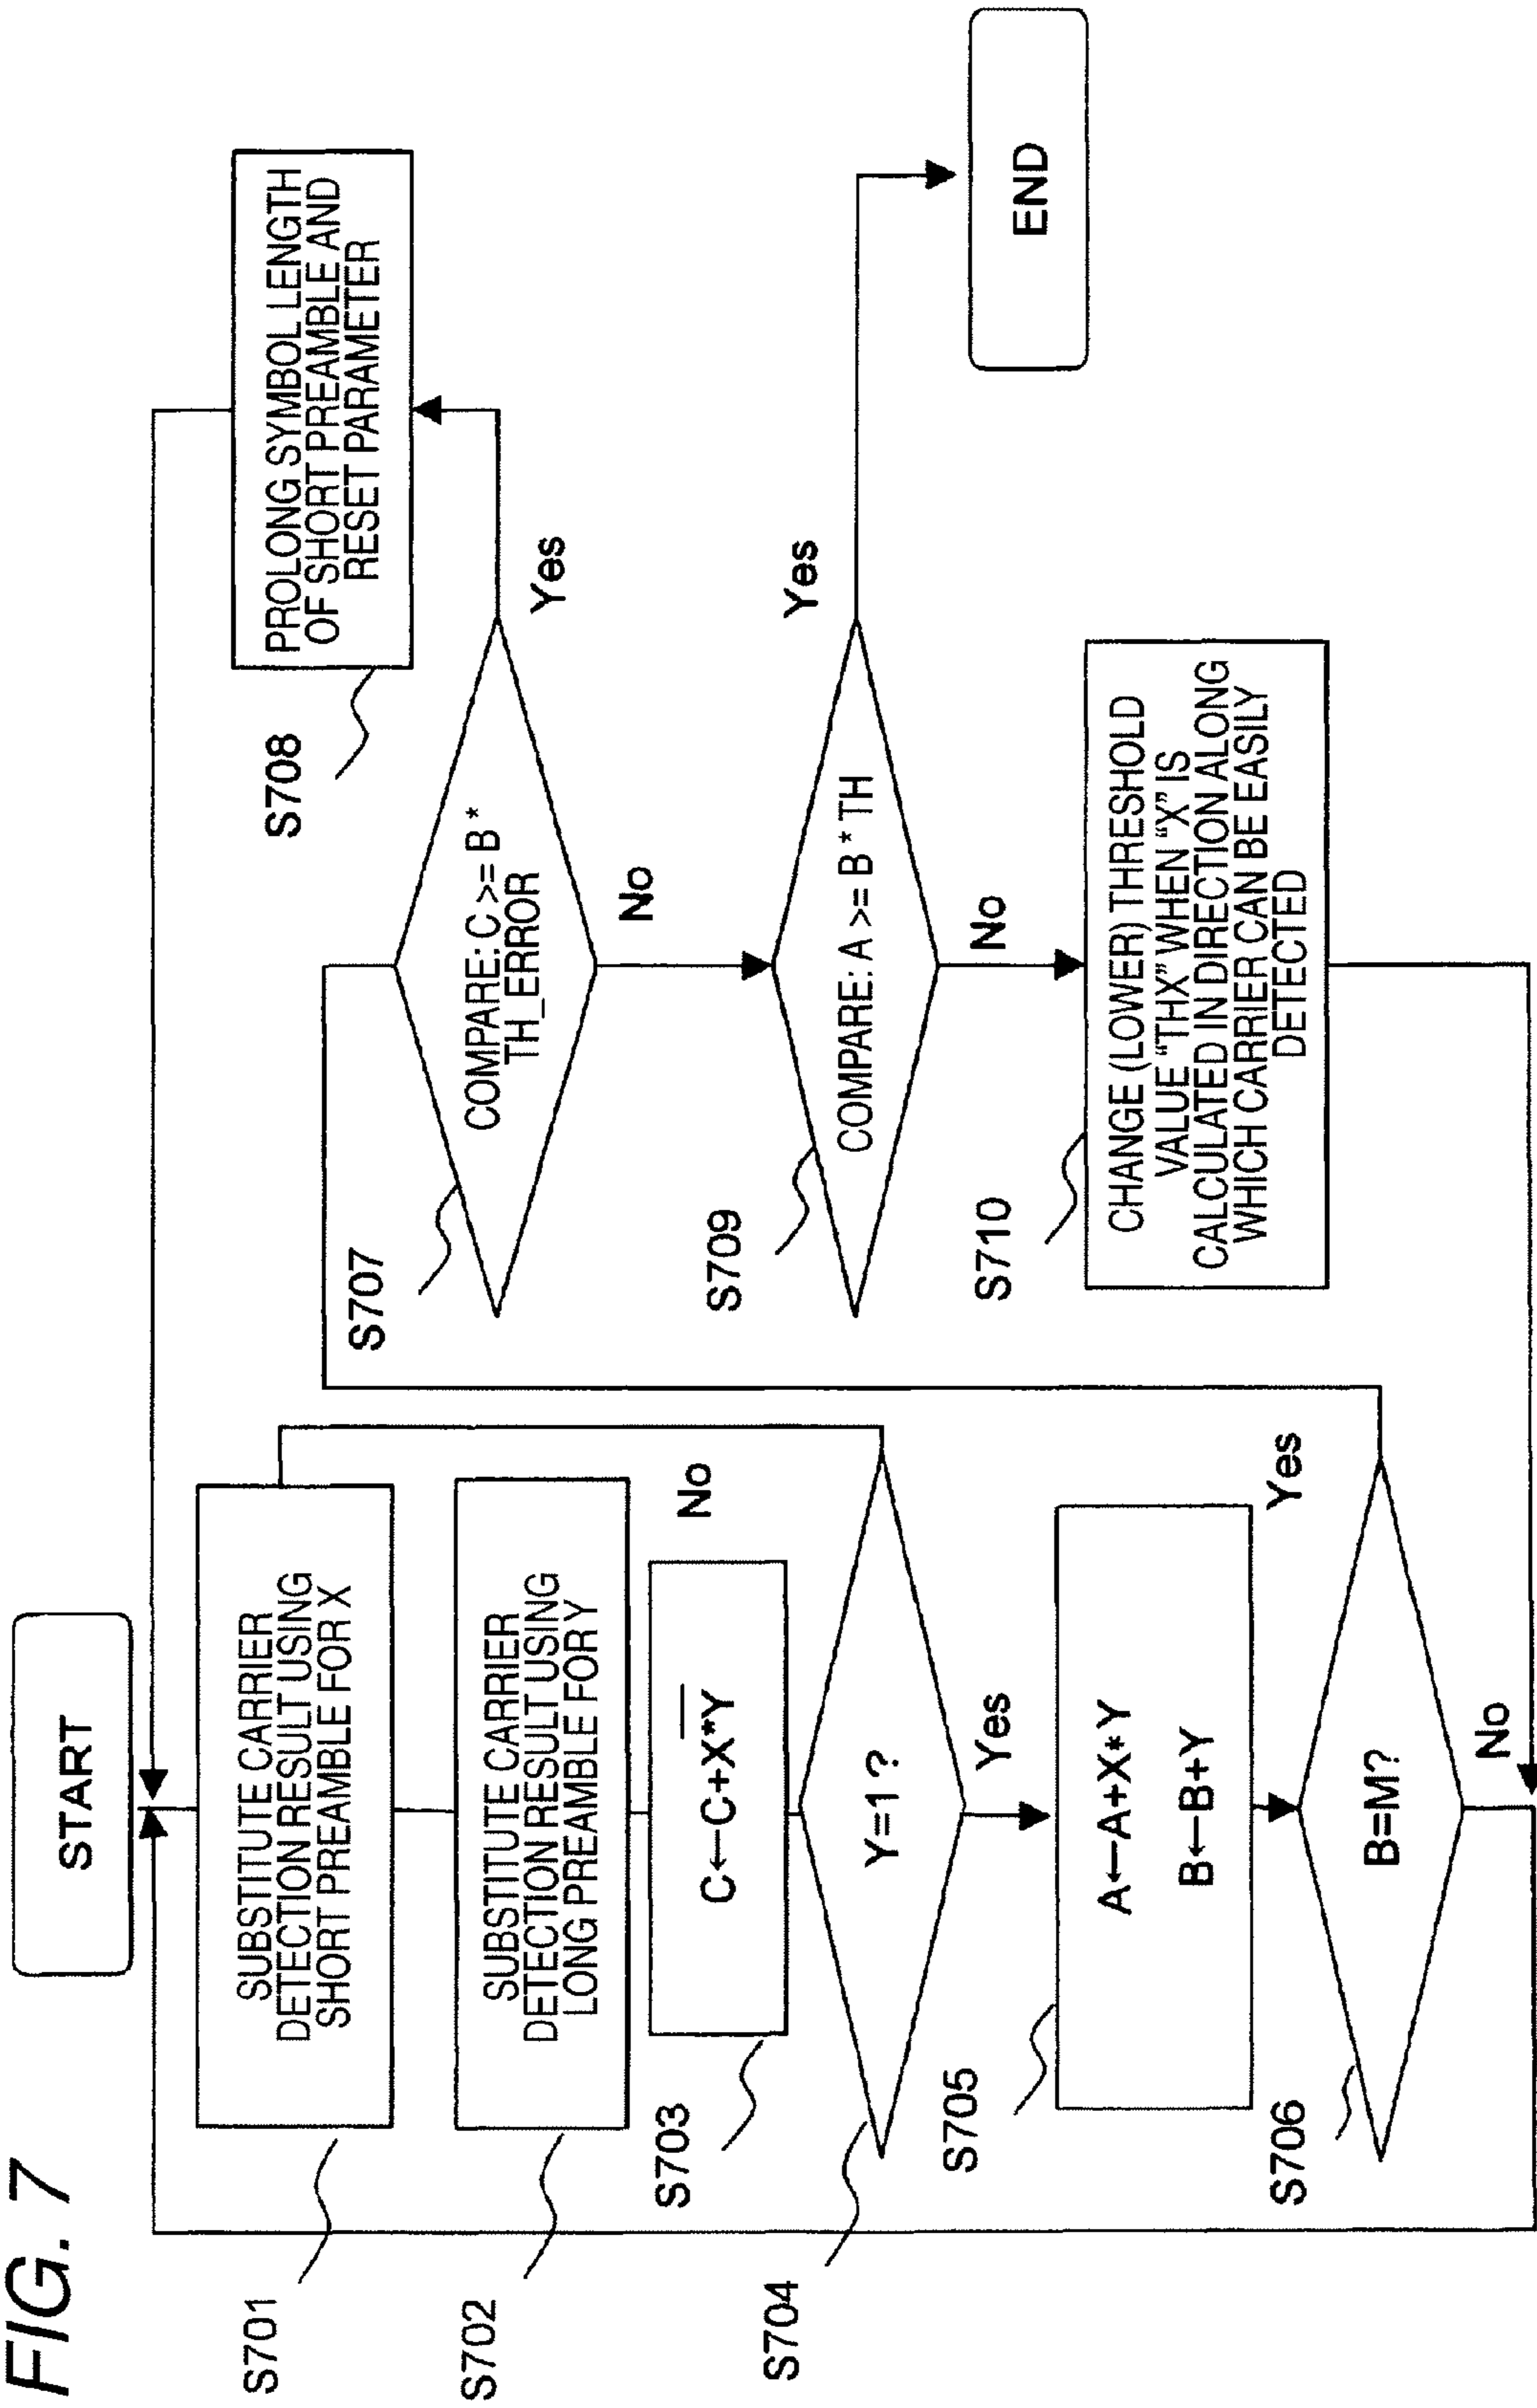 FIG. 7
START
S701
SUBSTITUTE CARRIER
DETECTION RESULT USING
SHORT PREAMBLE FOR X
S702
SUBSTITUTE CARRIER
DETECTION RESULT USING
LONG PREAMBLE FOR Y
S703
C←C+X*Y̅
S704
Y=1?
No
Yes
S705
A←A+X*Y
B←B+Y
S706
B=M?
Yes
No
S707
COMPARE: C >= B *
TH_ERROR
Yes
No
S708
PROLONG SYMBOL LENGTH
OF SHORT PREAMBLE AND
RESET PARAMETER
S709
COMPARE: A >= B * TH
Yes
No
S710
CHANGE (LOWER) THRESHOLD
VALUE "THX" WHEN "X" IS
CALCULATED IN DIRECTION ALONG
WHICH CARRIER CAN BE EASILY
DETECTED
END